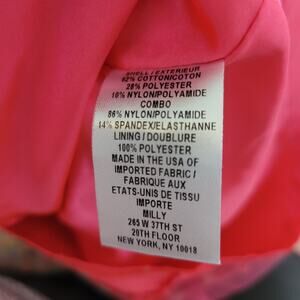 SHELL / EXTERIEUR
62% COTTON/COTON
28% POLYESTER
10% NYLON/POLYAMIDE
COMBO
86% NYLON/POLYAMIDE
14% SPANDEX/ELASTHANNE
LINING / DOUBLURE
100% POLYESTER
MADE IN THE USA OF
IMPORTED FABRIC /
FABRIQUE AUX
ETATS-UNIS DE TISSU
IMPORTE
MILLY
265 W 37TH ST
20TH FLOOR
NEW YORK, NY 10018